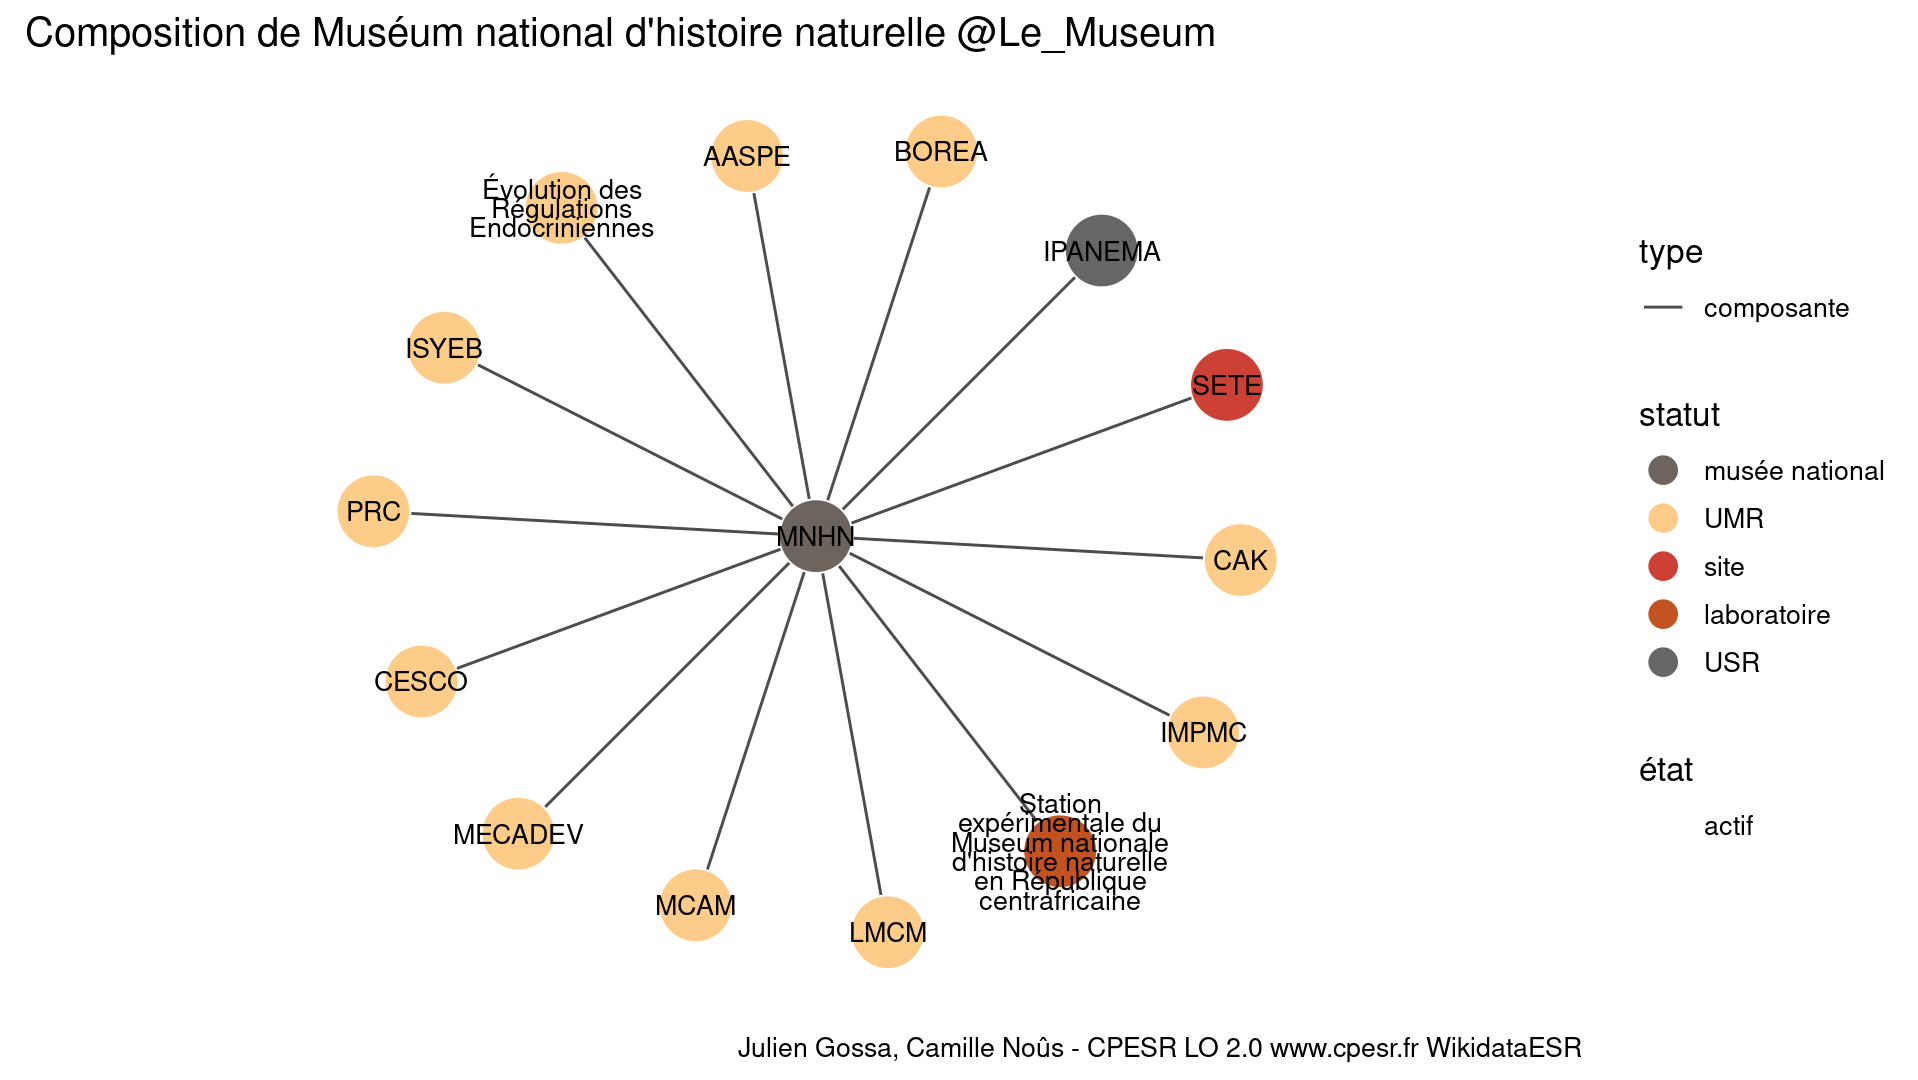 Composition de Muséum national d'histoire naturelle @Le_Museum
AASPE
BOREA
Évolution des
Régulations
Endocriniennes
IPANEMA
ISYEB
SETE
PRC
MNHN
CAK
CESCO
IMPMC
MECADEV
Station
expérimentale du
Museum nationale
d'histoire naturelle
en République
centrafricaine
MCAM
LMCM
type
composante
statut
musée national
UMR
site
laboratoire
USR
état
actif
Julien Gossa, Camille Noûs - CPESR LO 2.0 www.cpesr.fr WikidataESR